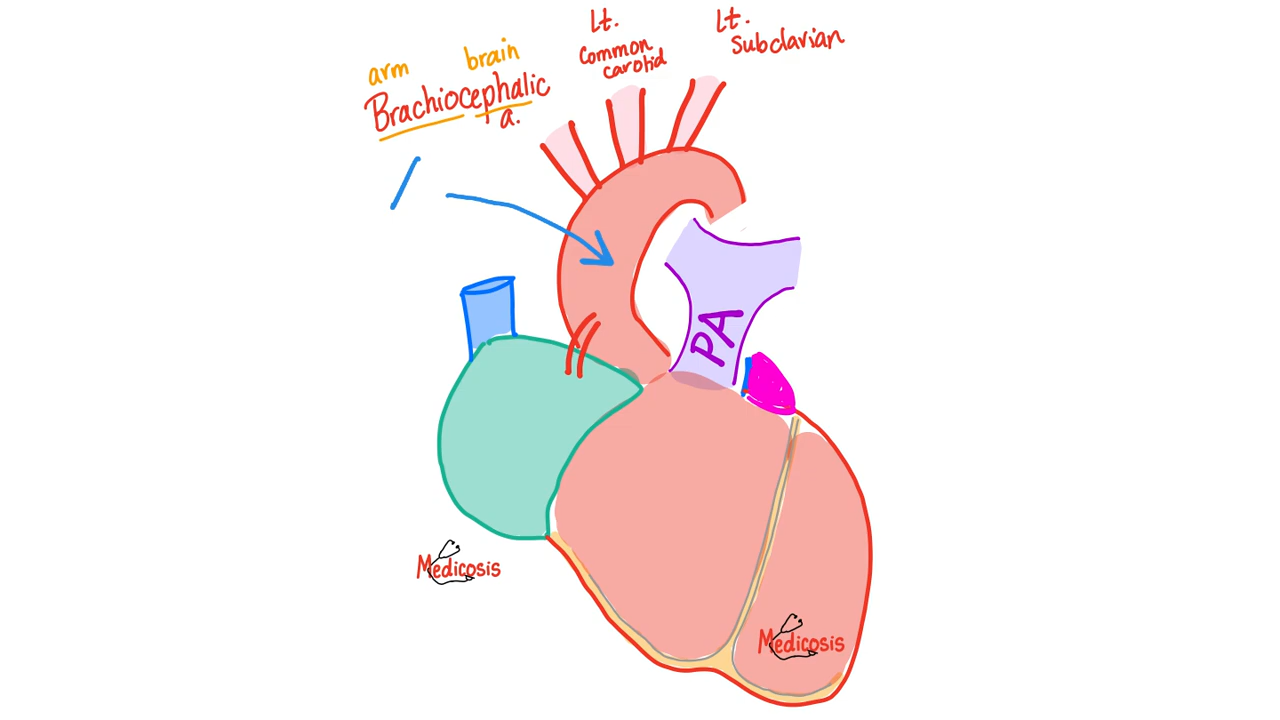 arm brain
Brachiocephalic
a.
Lt.
Common
carotid
Lt.
Subclavian
PA
Medicosis
Medicosis